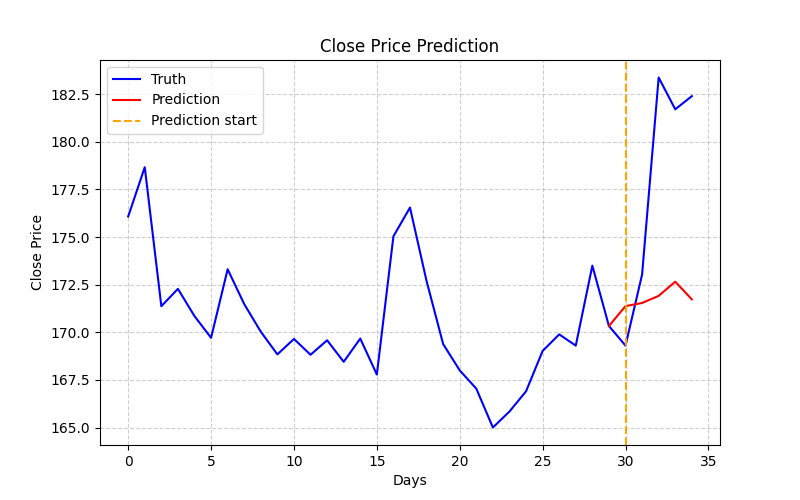 Close Price Prediction
Truth
Prediction
Prediction start
182.5
180.0
177.5
175.0
172.5
170.0
167.5
165.0
Close Price
0 5 10 15 20 25 30 35
Days